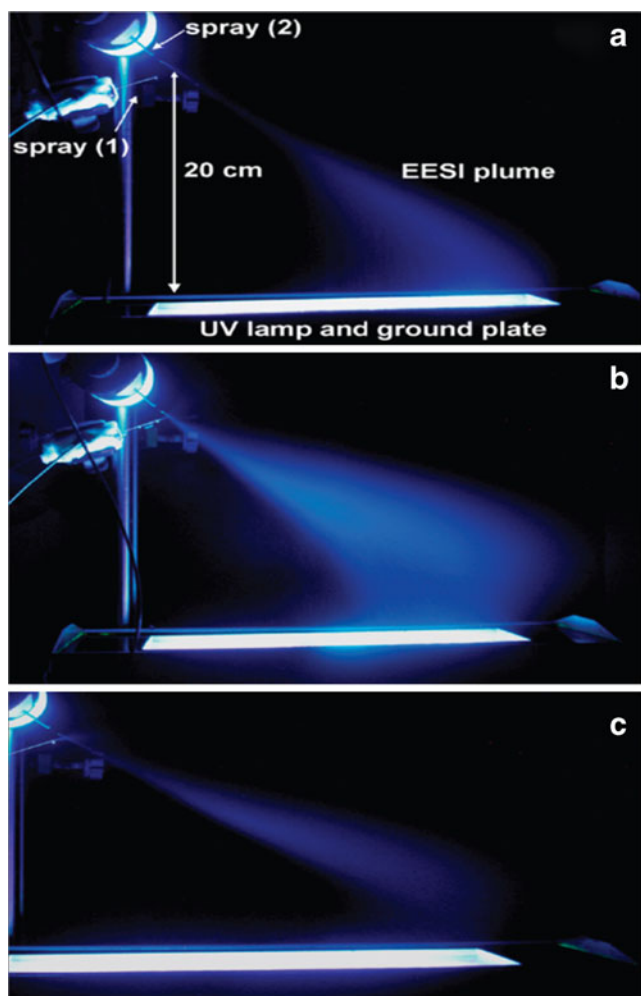 spray (2)
a
spray (1)
20 cm
EESI plume
UV lamp and ground plate
b
c